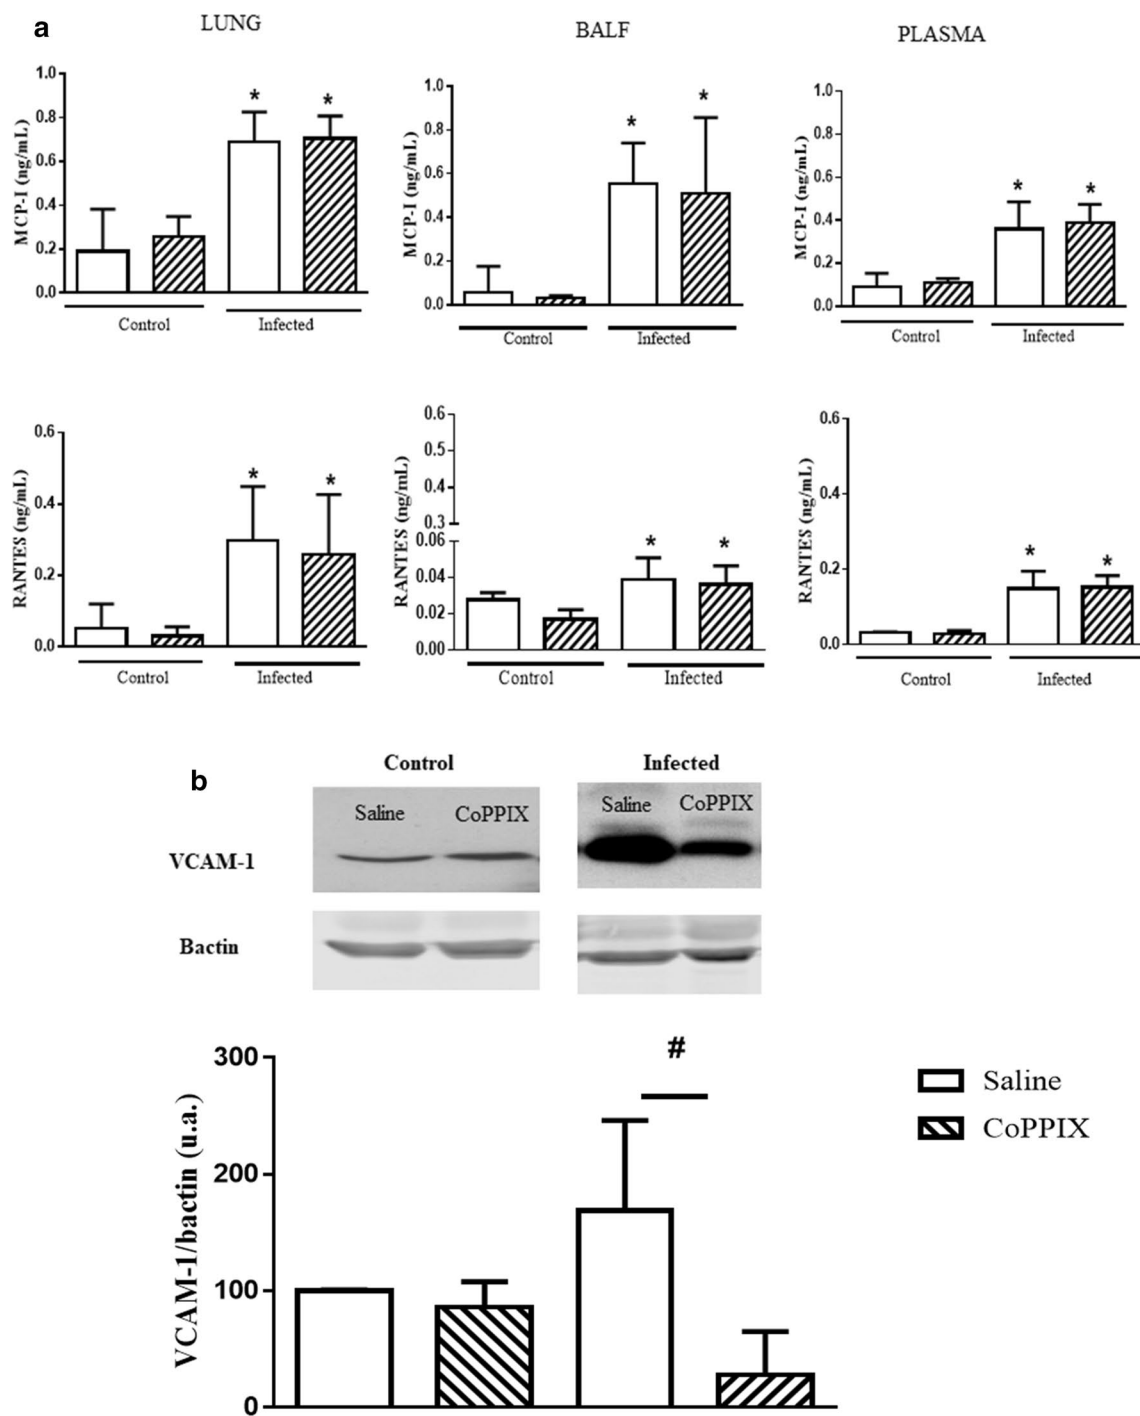 a
LUNG
BALF
PLASMA
MCP-I (ng/mL)
1.0
0.8
0.6
0.4
0.2
0.0
*
*
Control
Infected
MCP-I (ng/mL)
1.0
0.8
0.6
0.4
0.2
0.0
*
*
Control
Infected
MCP-I (ng/mL)
1.0
0.8
0.6
0.4
0.2
0.0
*
*
Control
Infected
RANTES (ng/mL)
0.6
0.4
0.2
0.0
*
*
Control
Infected
RANTES (ng/mL)
0.6
0.5
0.4
0.3
0.06
0.04
0.02
0.00
*
*
Control
Infected
RANTES (ng/mL)
0.6
0.4
0.2
0.0
*
*
Control
Infected
b
Control
Infected
Saline
CoPPIX
Saline
CoPPIX
VCAM-1
Bactin
VCAM-1/bactin (u.a.)
300
200
100
0
#
Saline
CoPPIX